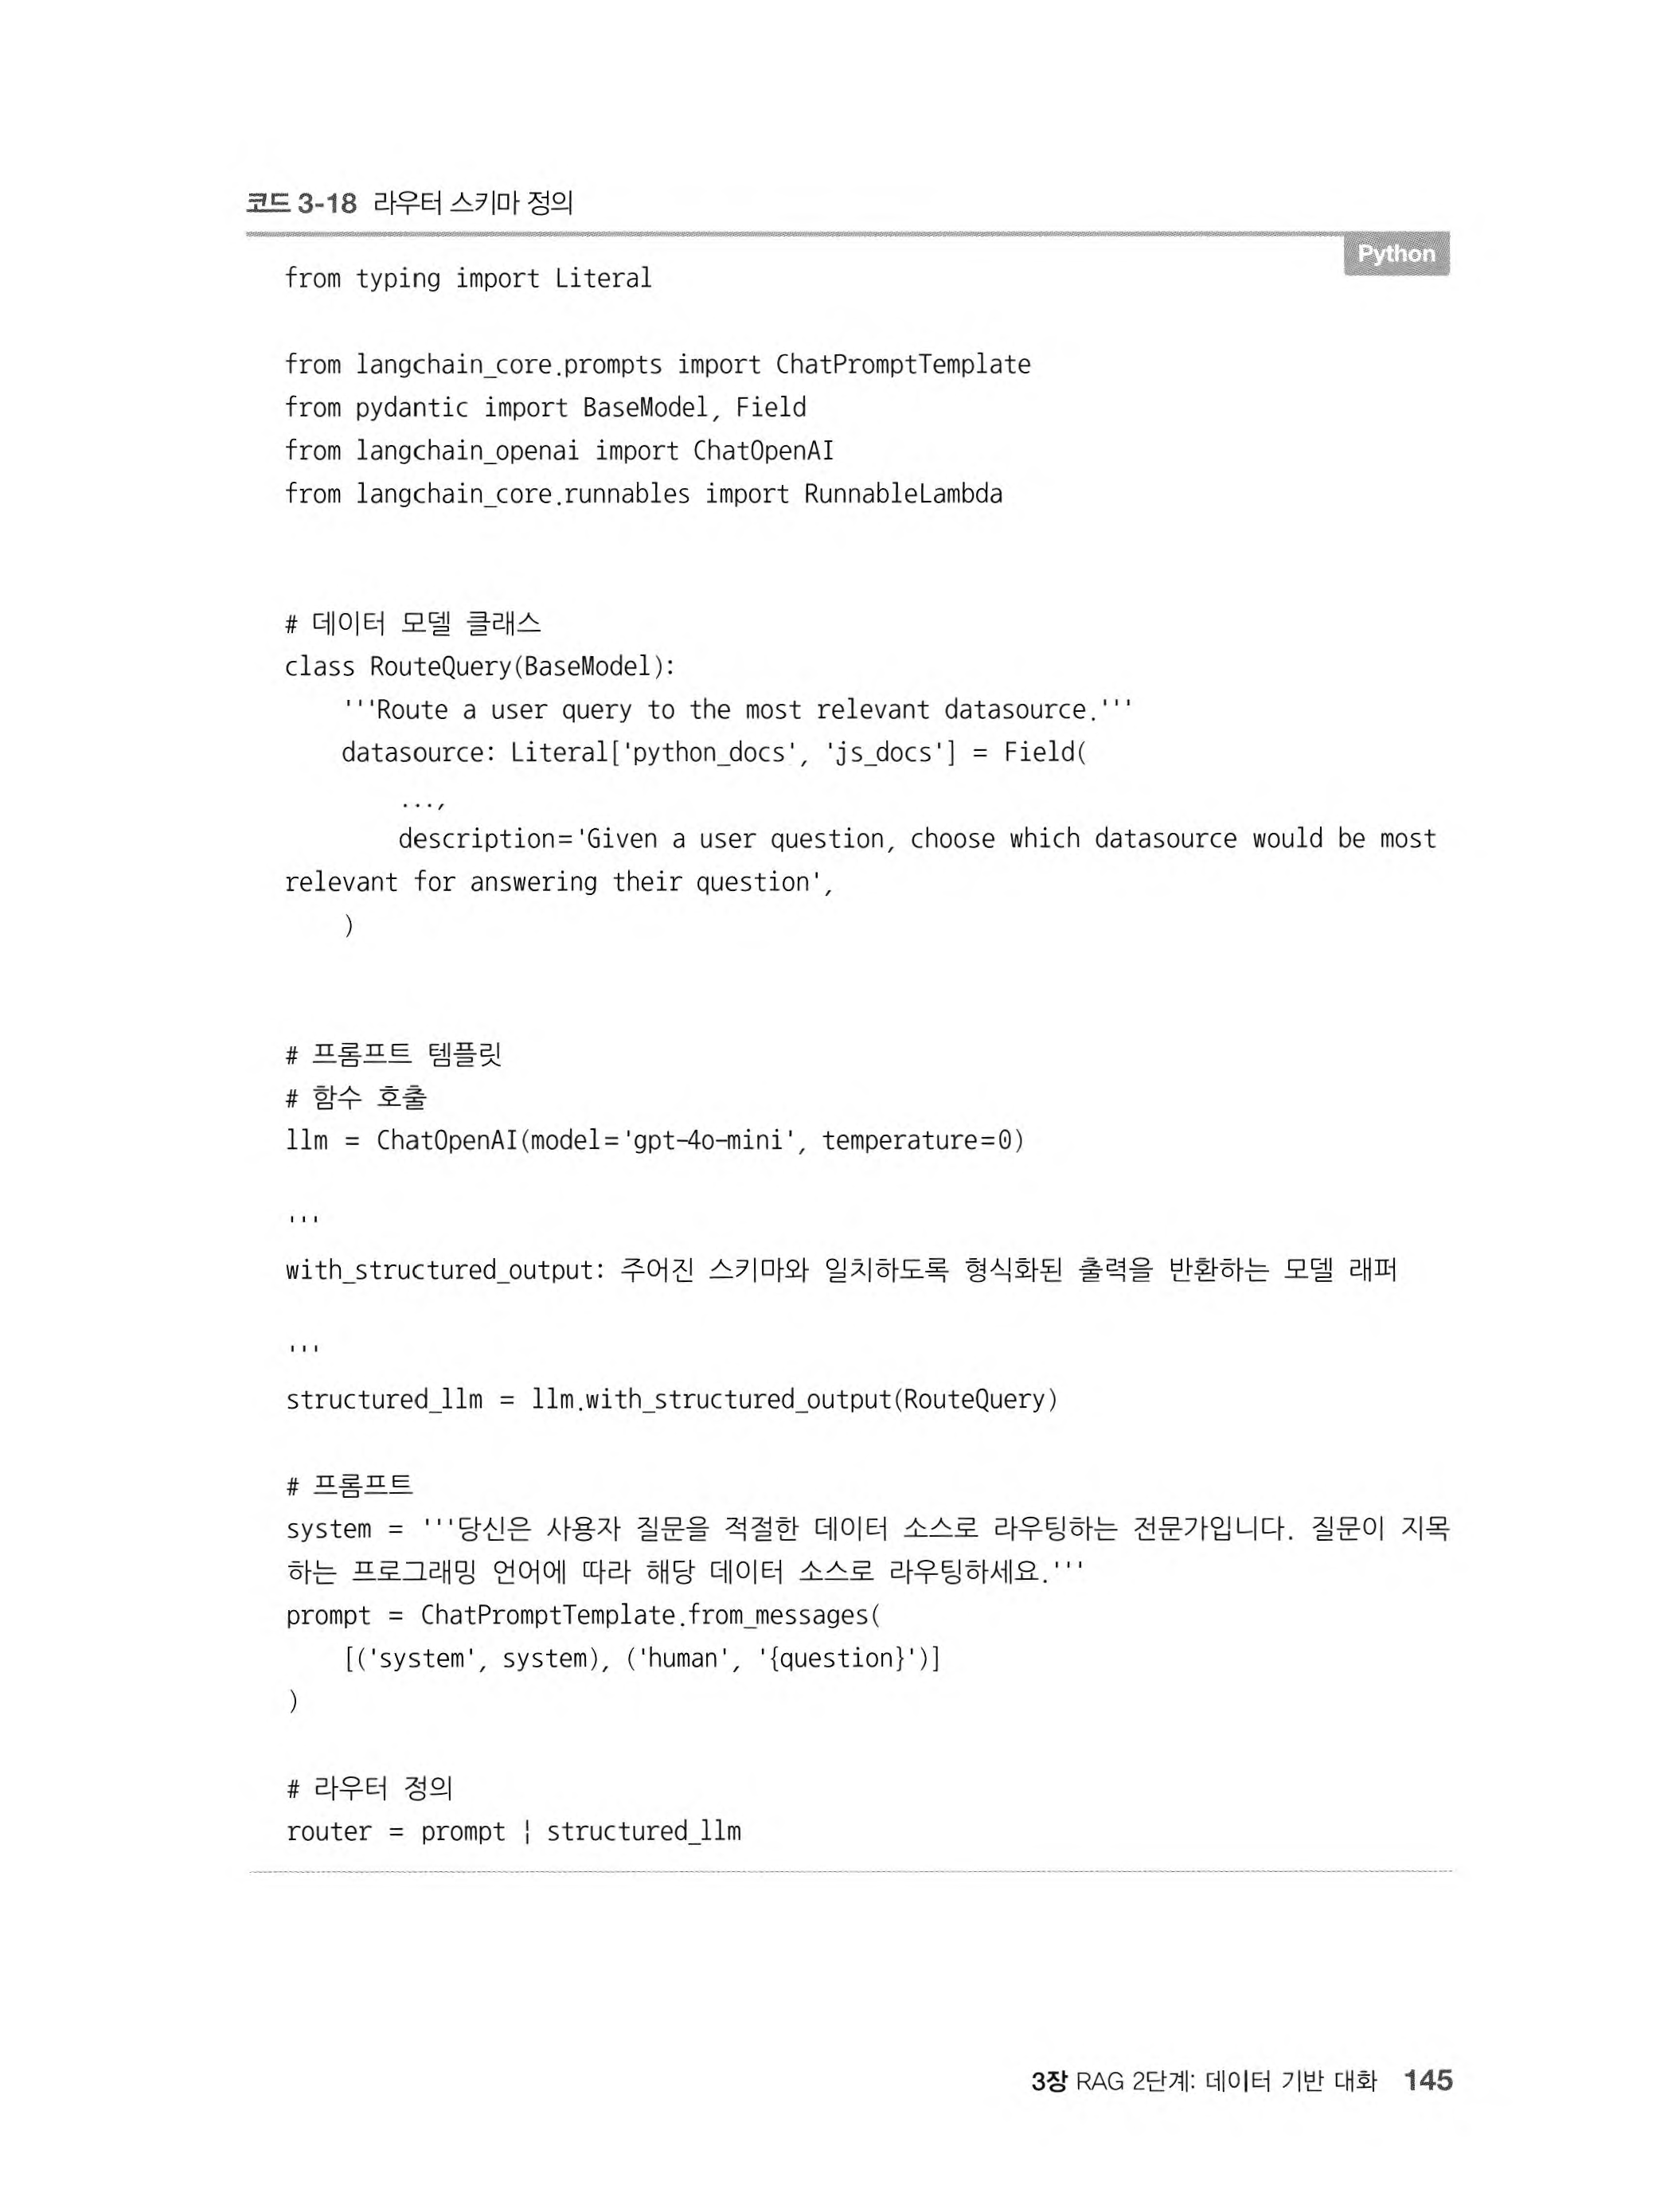 코드 3-18 라우터 스키마 정의
Python
from typing import Literal
from langchain_core.prompts import ChatPromptTemplate
from pydantic import BaseModel, Field
from langchain_openai import ChatOpenAI
from langchain_core.runnables import RunnableLambda
# 데이터 모델 클래스
class RouteQuery(BaseModel):
    '''Route a user query to the most relevant datasource.'''
    datasource: Literal['python_docs', 'js_docs'] = Field(
        ...,
        description='Given a user question, choose which datasource would be most
relevant for answering their question',
    )
# 프롬프트 템플릿
# 함수 호출
llm = ChatOpenAI(model='gpt-4o-mini', temperature=0)
'''
with_structured_output: 주어진 스키마와 일치하도록 형식화된 출력을 반환하는 모델 래퍼
'''
structured_llm = llm.with_structured_output(RouteQuery)
# 프롬프트
system = '''당신은 사용자 질문을 적절한 데이터 소스로 라우팅하는 전문가입니다. 질문이 지목
하는 프로그래밍 언어에 따라 해당 데이터 소스로 라우팅하세요.'''
prompt = ChatPromptTemplate.from_messages(
    [('system', system), ('human', '{question}')]
)
# 라우터 정의
router = prompt | structured_llm
3장 RAG 2단계: 데이터 기반 대화 145